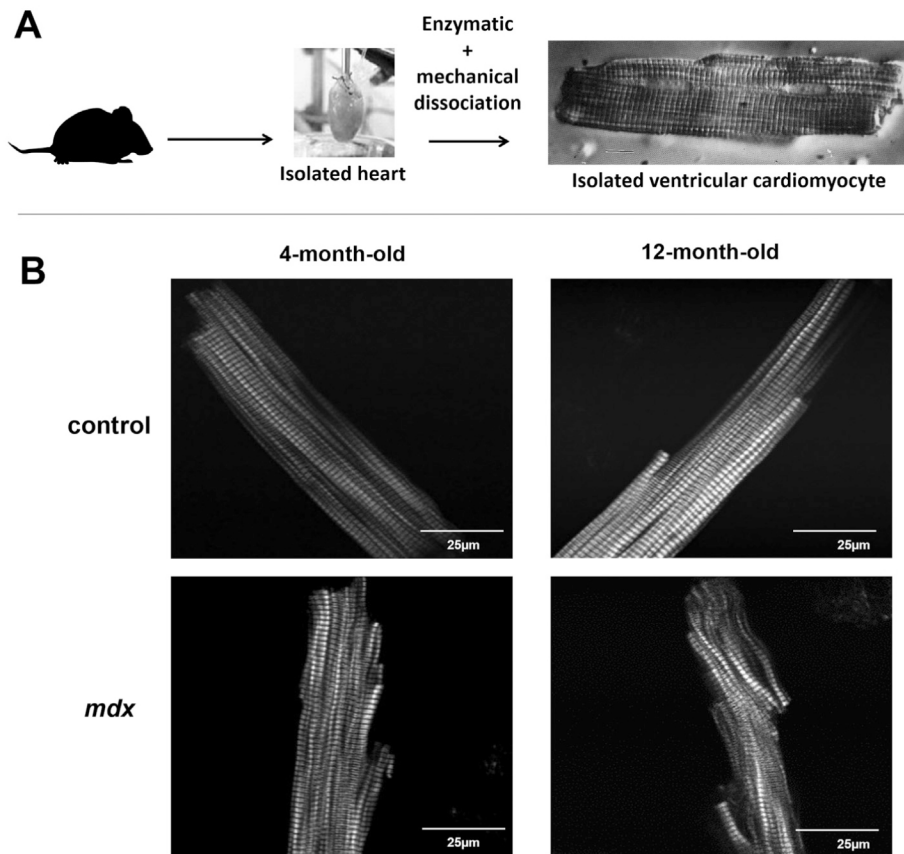 A
Enzymatic
+
mechanical
dissociation
Isolated heart
Isolated ventricular cardiomyocyte
B
4-month-old
12-month-old
control
25µm
25µm
mdx
25µm
25µm